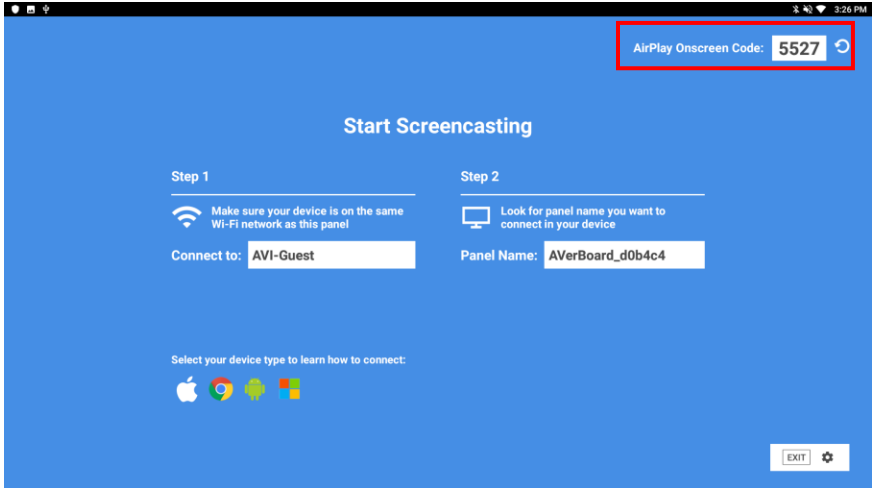 3:26 PM
AirPlay Onscreen Code: 5527
Start Screencasting
Step 1
Make sure your device is on the same
Wi-Fi network as this panel
Connect to: AVI-Guest
Step 2
Look for panel name you want to
connect in your device
Panel Name: AVerBoard_d0b4c4
Select your device type to learn how to connect:
EXIT